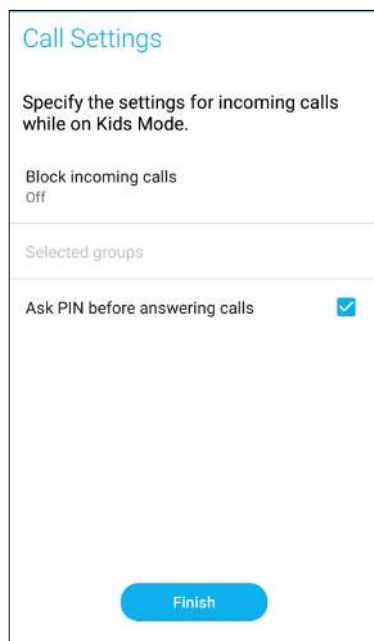 Call Settings
Specify the settings for incoming calls
while on Kids Mode.
Block incoming calls
Off
Selected groups
Ask PIN before answering calls
Finish